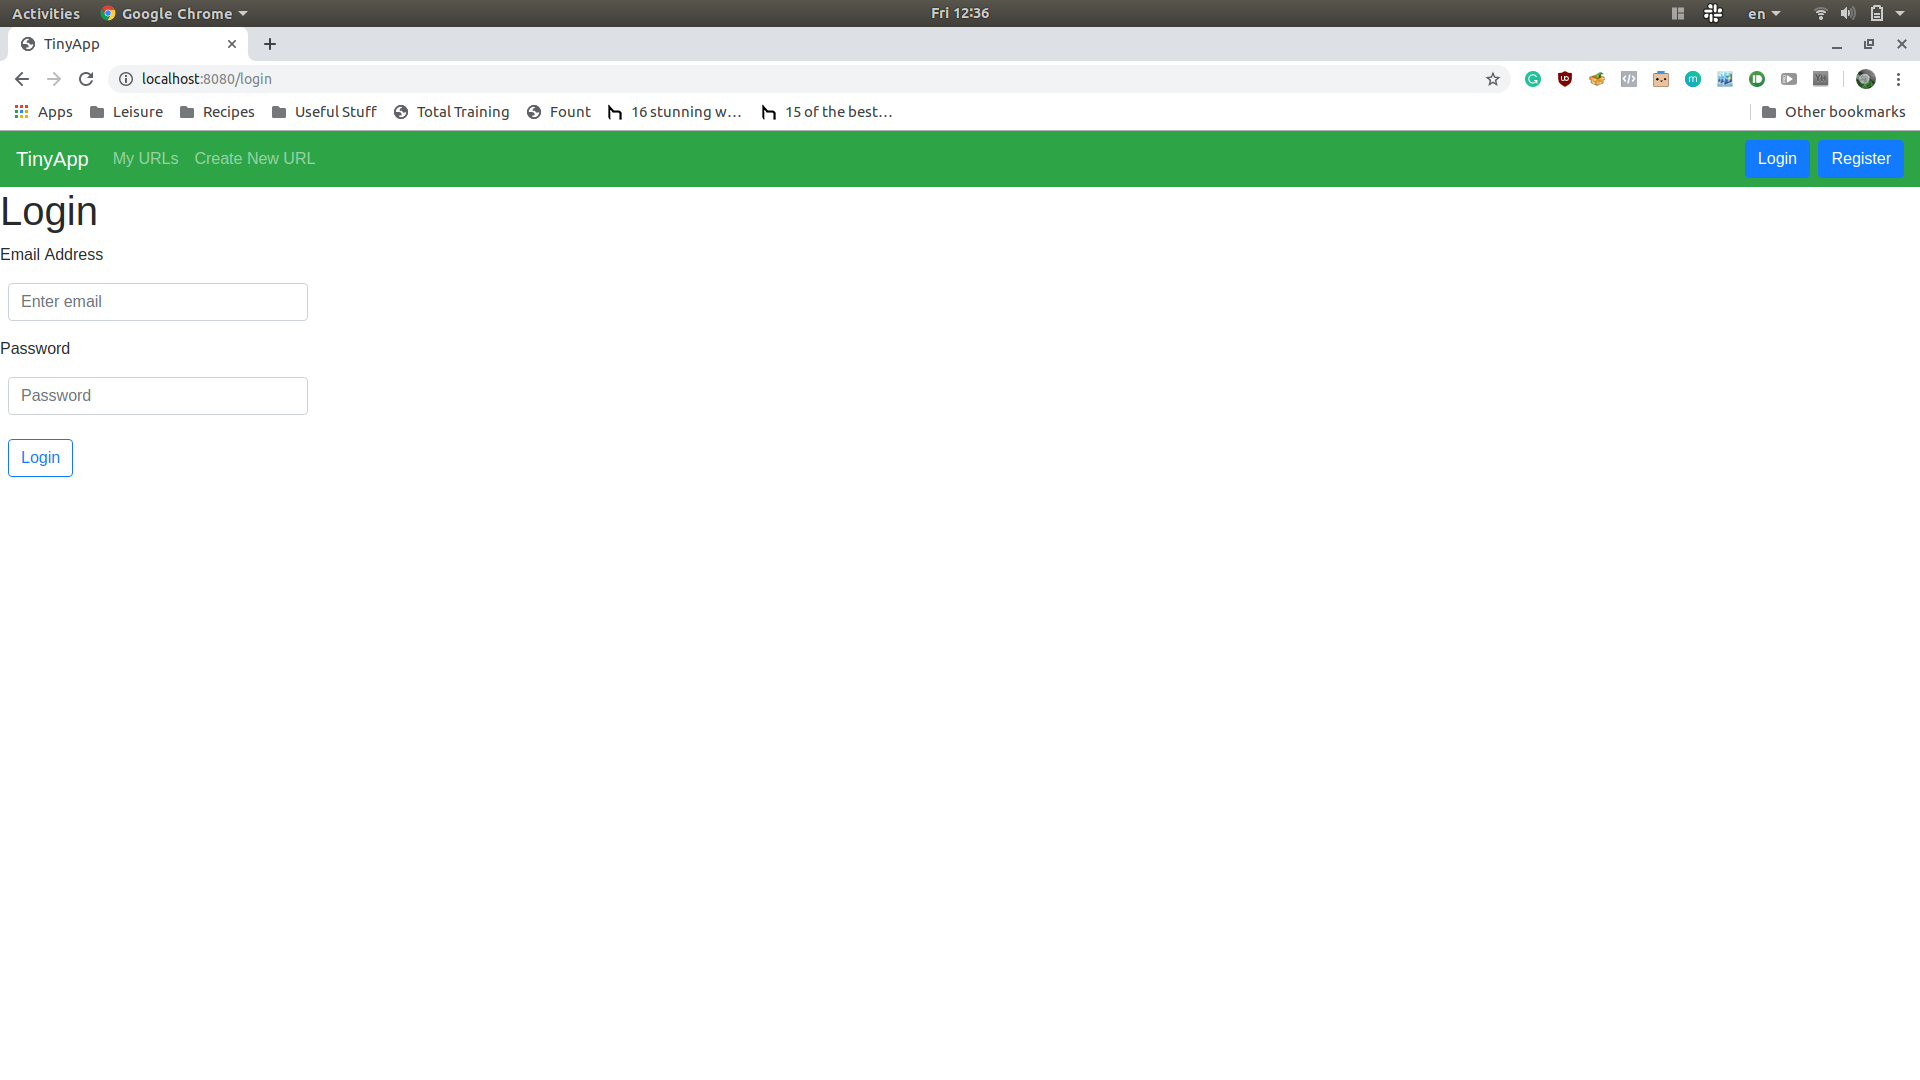 Activities Google Chrome Fri 12:36 en
TinyApp
localhost:8080/login
Apps Leisure Recipes Useful Stuff Total Training Fount 16 stunning w... 15 of the best... Other bookmarks
TinyApp My URLs Create New URL Login Register
Login
Email Address
Enter email
Password
Password
Login